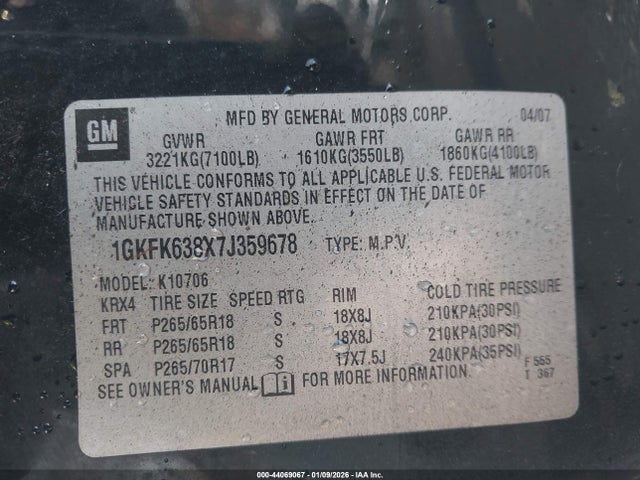 GM
MFD BY GENERAL MOTORS CORP. 04/07
GVWR GAWR FRT GAWR RR
3221KG(7100LB) 1610KG(3550LB) 1860KG(4100LB)
THIS VEHICLE CONFORMS TO ALL APPLICABLE U.S. FEDERAL MOTOR
VEHICLE SAFETY STANDARDS IN EFFECT ON THE DATE OF
MANUFACTURE SHOWN ABOVE.
1GKFK638X7J359678 TYPE: M.P.V.
MODEL: K10706
KRX4 TIRE SIZE SPEED RTG RIM COLD TIRE PRESSURE
FRT P265/65R18 S 18X8J 210KPA(30PSI)
RR P265/65R18 S 18X8J 210KPA(30PSI)
SPA P265/70R17 S 17X7.5J 240KPA(35PSI)
SEE OWNER'S MANUAL FOR MORE INFORMATION. F 565
T 367
000-44069067 - 01/09/2026 - IAA Inc.